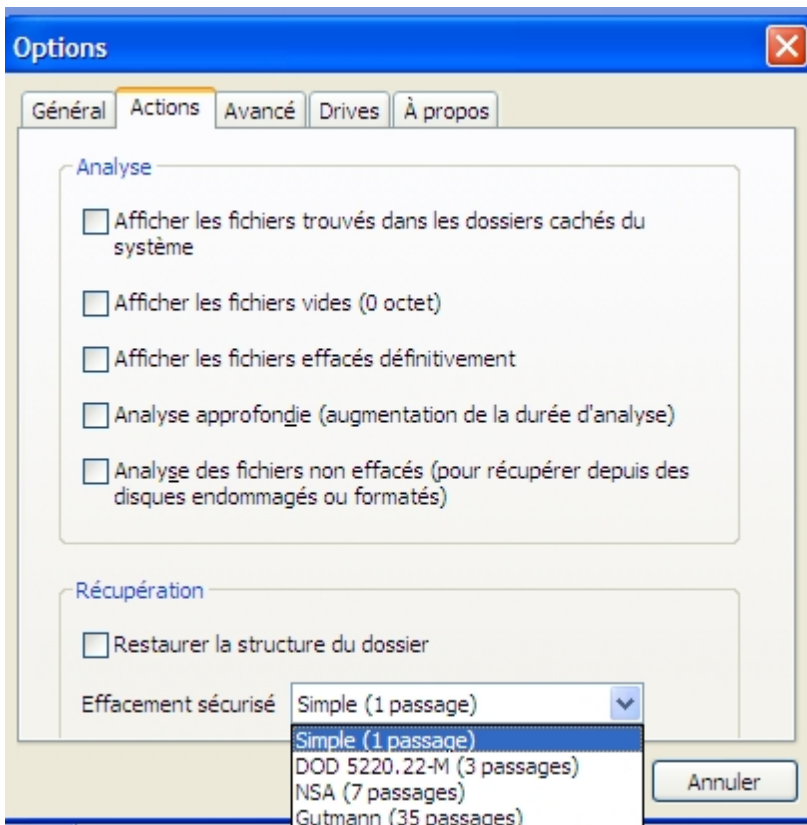 Options
Général Actions Avancé Drives À propos
Analyse
Afficher les fichiers trouvés dans les dossiers cachés du
système
Afficher les fichiers vides (0 octet)
Afficher les fichiers effacés définitivement
Analyse approfondie (augmentation de la durée d'analyse)
Analyse des fichiers non effacés (pour récupérer depuis des
disques endommagés ou formatés)
Récupération
Restaurer la structure du dossier
Effacement sécurisé Simple (1 passage)
Simple (1 passage)
DOD 5220.22-M (3 passages)
NSA (7 passages)
Annuler
Gutmann (35 passages)